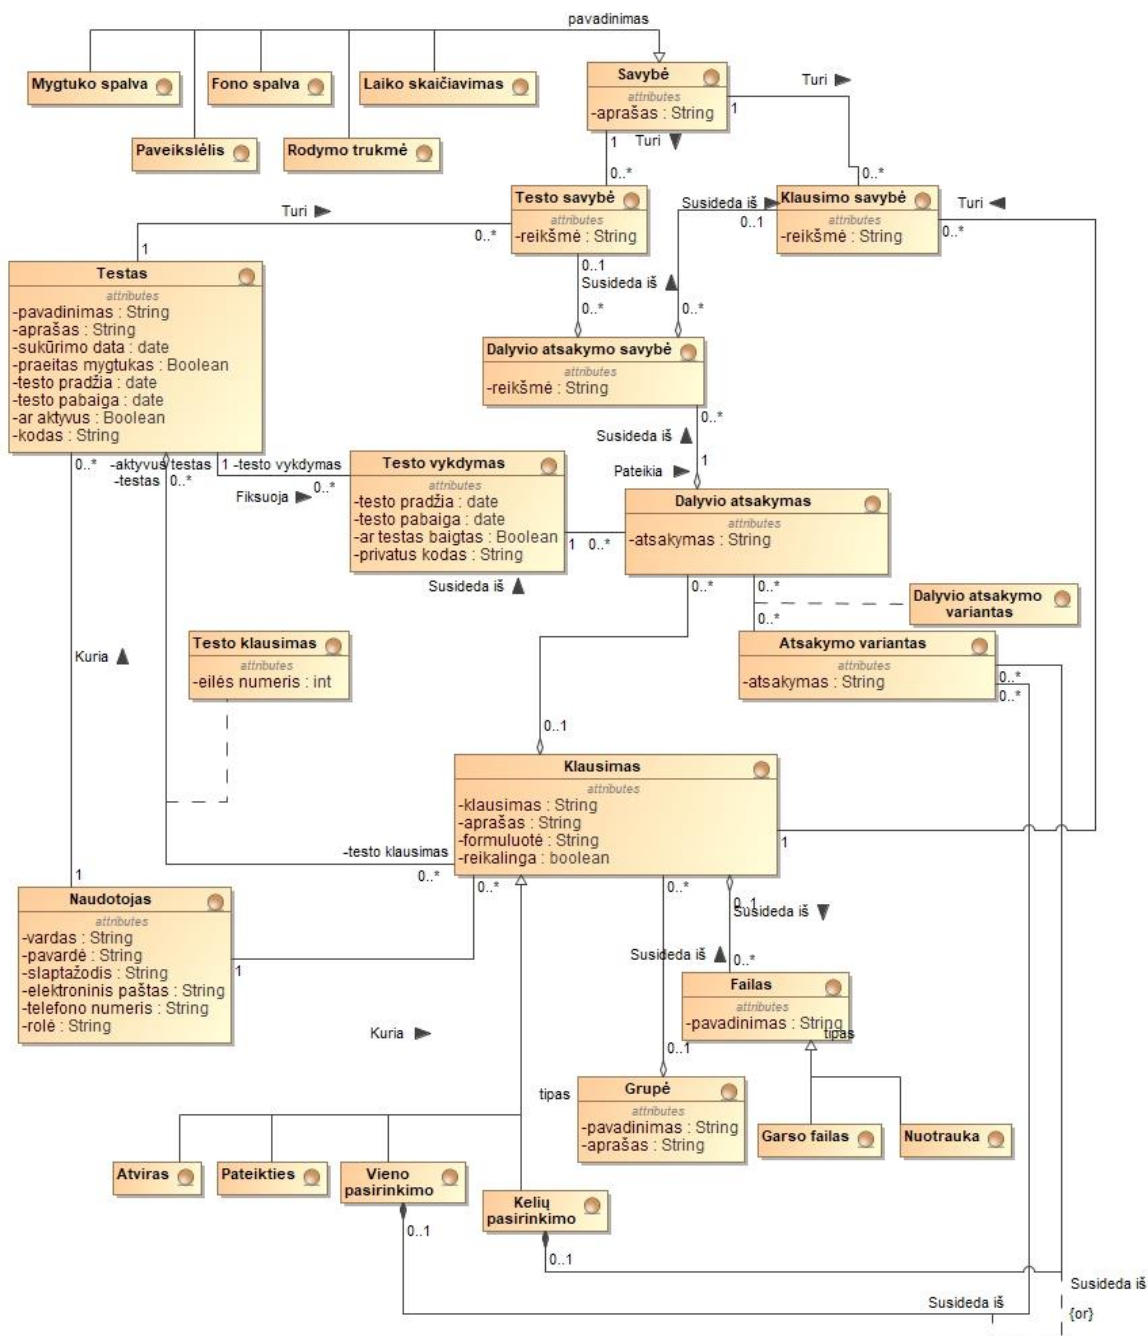 pavadinimas
Mygtuko spalva
Fono spalva
Laiko skaičiavimas
Paveikslėlis
Rodymo trukmė
Savybė
attributes
-aprašas : String
1
Turi
1
Turi
0..*
0..*
Testo savybė
attributes
-reikšmė : String
Turi
1
0..*
Susideda iš
0..1
Klausimo savybė
attributes
-reikšmė : String
Turi
0..*
0..1
Susideda iš
0..*
0..*
Testas
attributes
-pavadinimas : String
-aprašas : String
-sukūrimo data : date
-praeitas mygtukas : Boolean
-testo pradžia : date
-testo pabaiga : date
-ar aktyvus : Boolean
-kodas : String
Dalyvio atsakymo savybė
attributes
-reikšmė : String
0..*
Susideda iš
1
Pateikia
0..*
-aktyvus testas
-testas
0..*
1
-testo vykdymas
Fiksuoja
0..*
Testo vykdymas
attributes
-testo pradžia : date
-testo pabaiga : date
-ar testas baigtas : Boolean
-privatus kodas : String
1
0..*
Susideda iš
Dalyvio atsakymas
attributes
-atsakymas : String
0..*
0..*
0..*
Dalyvio atsakymo
variantas
Atsakymo variantas
attributes
-atsakymas : String
0..*
0..*
Testo klausimas
attributes
-eilės numeris : int
Kuria
0..1
Klausimas
attributes
-klausimas : String
-aprašas : String
-formuluotė : String
-reikalinga : boolean
1
-testo klausimas
0..*
0..*
0..*
0..1
Susideda iš
1
Naudotojas
attributes
-vardas : String
-pavardė : String
-slaptažodis : String
-elektroninis paštas : String
-telefono numeris : String
-rolė : String
1
Kuria
Susideda iš
0..*
Failas
attributes
-pavadinimas : String
tipas
0..1
tipas
Grupė
attributes
-pavadinimas : String
-aprašas : String
Garso failas
Nuotrauka
Atviras
Pateikties
Vieno
pasirinkimo
Kelių
pasirinkimo
0..1
0..1
Susideda iš
Susideda iš
{or}